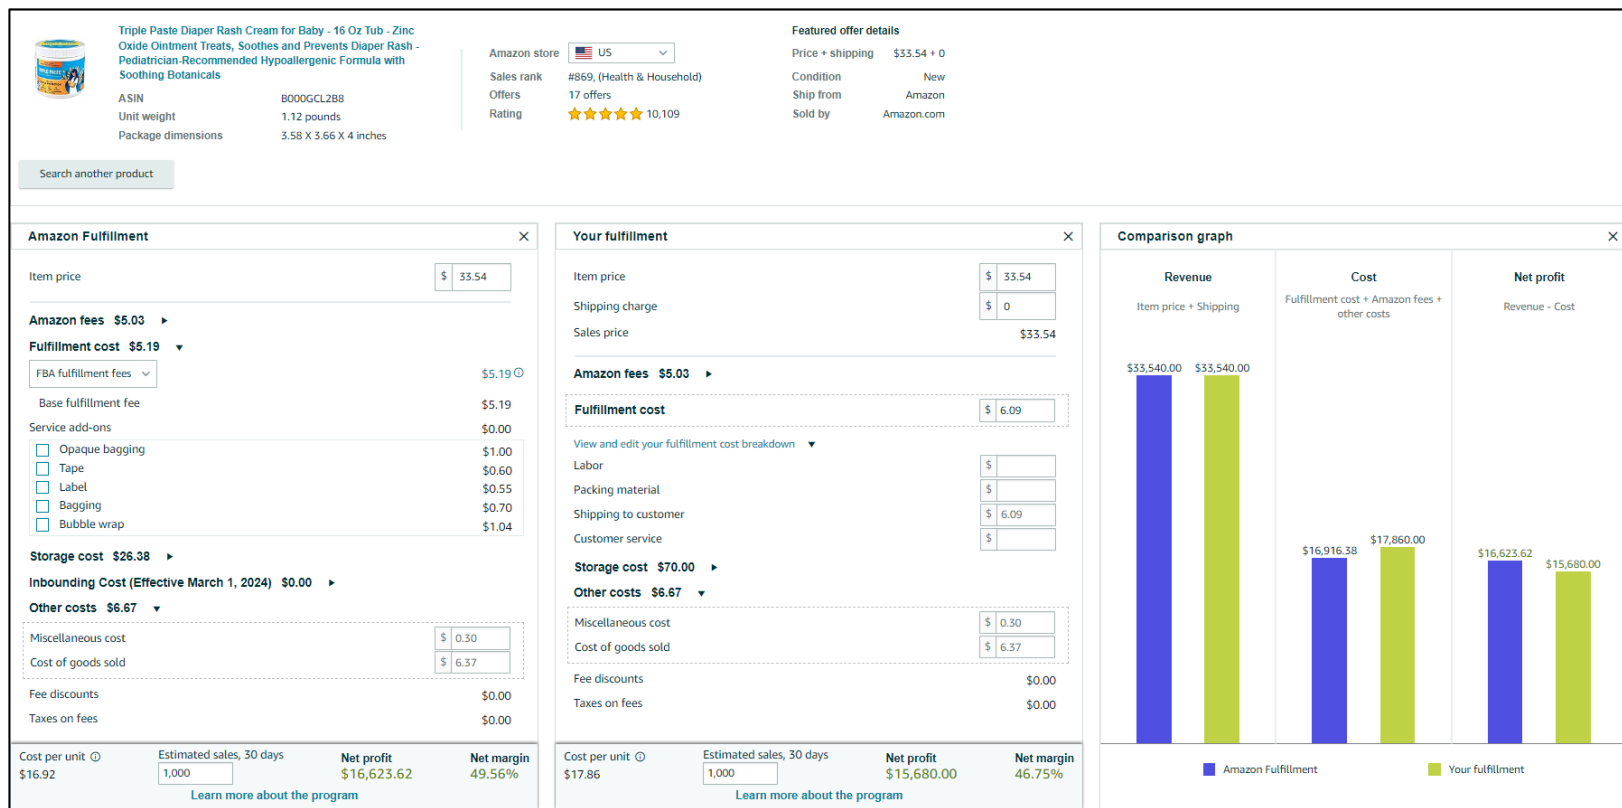 Triple Paste Diaper Rash Cream for Baby - 16 Oz Tub - Zinc
Oxide Ointment Treats, Soothes and Prevents Diaper Rash -
Pediatrician-Recommended Hypoallergenic Formula with
Soothing Botanicals
ASIN B000GCL2B8
Unit weight 1.12 pounds
Package dimensions 3.58 X 3.66 X 4 inches
Amazon store US
Sales rank #869, (Health & Household)
Offers 17 offers
Rating 10,109
Featured offer details
Price + shipping $33.54 + 0
Condition New
Ship from Amazon
Sold by Amazon.com
Search another product
Amazon Fulfillment
Item price $ 33.54
Amazon fees $5.03
Fulfillment cost $5.19
FBA fulfillment fees $5.19
Base fulfillment fee $5.19
Service add-ons $0.00
Opaque bagging $1.00
Tape $0.60
Label $0.55
Bagging $0.70
Bubble wrap $1.04
Storage cost $26.38
Inbounding Cost (Effective March 1, 2024) $0.00
Other costs $6.67
Miscellaneous cost $ 0.30
Cost of goods sold $ 6.37
Fee discounts $0.00
Taxes on fees $0.00
Cost per unit Estimated sales, 30 days Net profit Net margin
$16.92 1,000 $16,623.62 49.56%
Learn more about the program
Your fulfillment
Item price $ 33.54
Shipping charge $ 0
Sales price $33.54
Amazon fees $5.03
Fulfillment cost $ 6.09
View and edit your fulfillment cost breakdown
Labor $
Packing material $
Shipping to customer $ 6.09
Customer service $
Storage cost $70.00
Other costs $6.67
Miscellaneous cost $ 0.30
Cost of goods sold $ 6.37
Fee discounts $0.00
Taxes on fees $0.00
Cost per unit Estimated sales, 30 days Net profit Net margin
$17.86 1,000 $15,680.00 46.75%
Learn more about the program
Comparison graph
Revenue Cost Net profit
Item price + Shipping
Fulfillment cost + Amazon fees +
other costs
Revenue - Cost
$33,540.00 $33,540.00
$16,916.38 $17,860.00
$16,623.62 $15,680.00
Amazon Fulfillment Your fulfillment